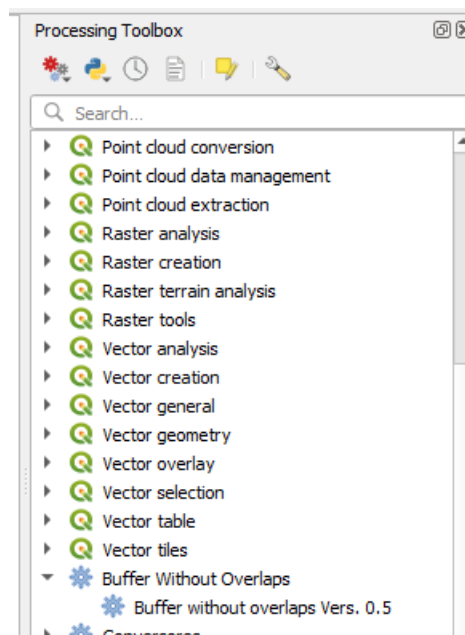 Processing Toolbox
Search...
Point cloud conversion
Point cloud data management
Point cloud extraction
Raster analysis
Raster creation
Raster terrain analysis
Raster tools
Vector analysis
Vector creation
Vector general
Vector geometry
Vector overlay
Vector selection
Vector table
Vector tiles
Buffer Without Overlaps
Buffer without overlaps Vers. 0.5